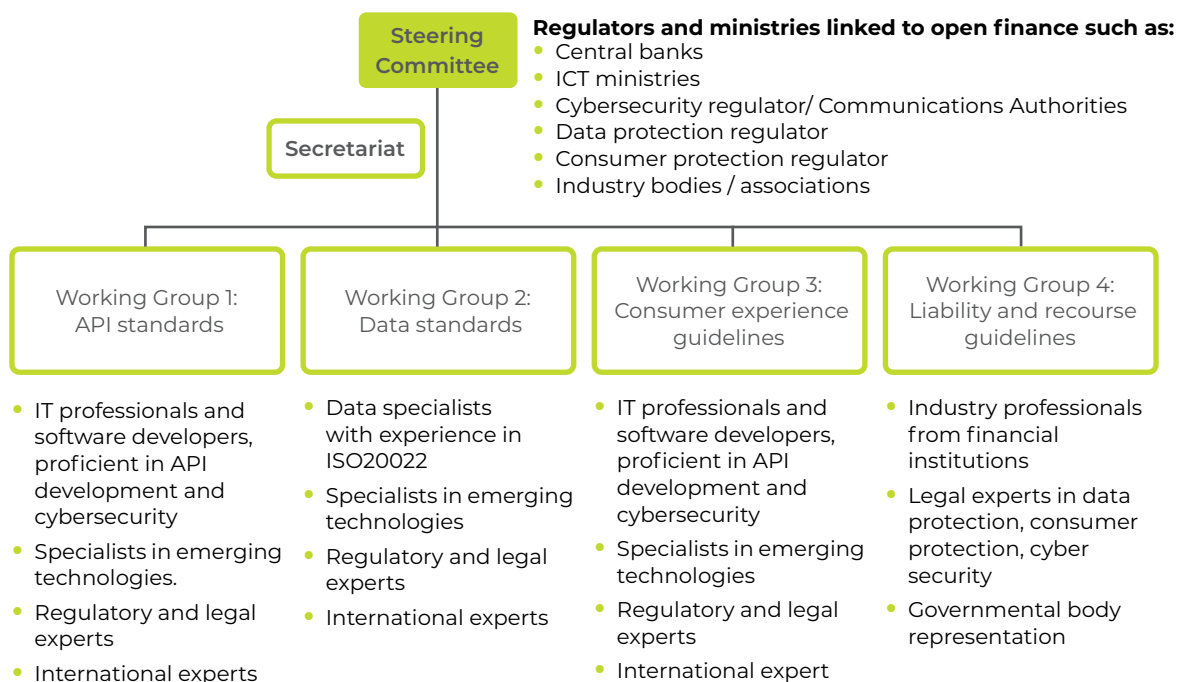 Steering
Committee
Regulators and ministries linked to open finance such as:
• Central banks
• ICT ministries
• Cybersecurity regulator/ Communications Authorities
• Data protection regulator
• Consumer protection regulator
• Industry bodies / associations
Secretariat
Working Group 1:
API standards
Working Group 2:
Data standards
Working Group 3:
Consumer experience
guidelines
Working Group 4:
Liability and recourse
guidelines
• IT professionals and
software developers,
proficient in API
development and
cybersecurity
• Specialists in emerging
technologies.
• Regulatory and legal
experts
• International experts
• Data specialists
with experience in
ISO20022
• Specialists in emerging
technologies
• Regulatory and legal
experts
• International experts
• IT professionals and
software developers,
proficient in API
development and
cybersecurity
• Specialists in emerging
technologies
• Regulatory and legal
experts
• International expert
• Industry professionals
from financial
institutions
• Legal experts in data
protection, consumer
protection, cyber
security
• Governmental body
representation